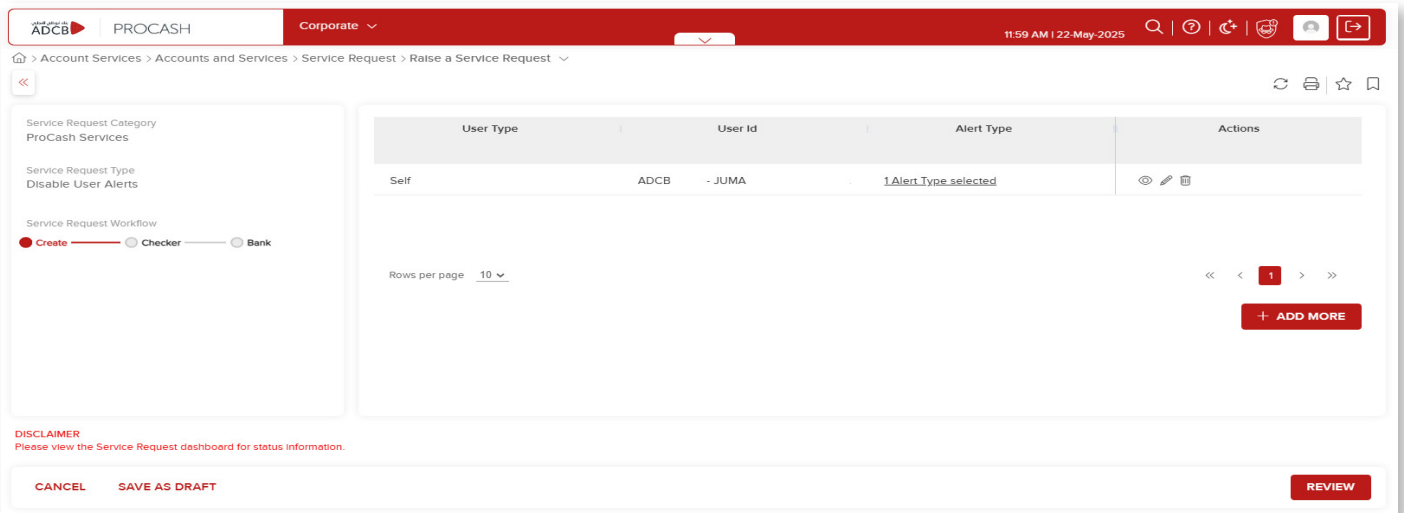 بنك أبوظبي التجاري
ADCB
PROCASH
Corporate
11:59 AM | 22-May-2025
> Account Services > Accounts and Services > Service Request > Raise a Service Request
Service Request Category
ProCash Services
Service Request Type
Disable User Alerts
Service Request Workflow
Create Checker Bank
User Type User Id Alert Type Actions
Self ADCB - JUMA 1 Alert Type selected
Rows per page 10
« < 1 > »
+ ADD MORE
DISCLAIMER
Please view the Service Request dashboard for status information.
CANCEL SAVE AS DRAFT REVIEW